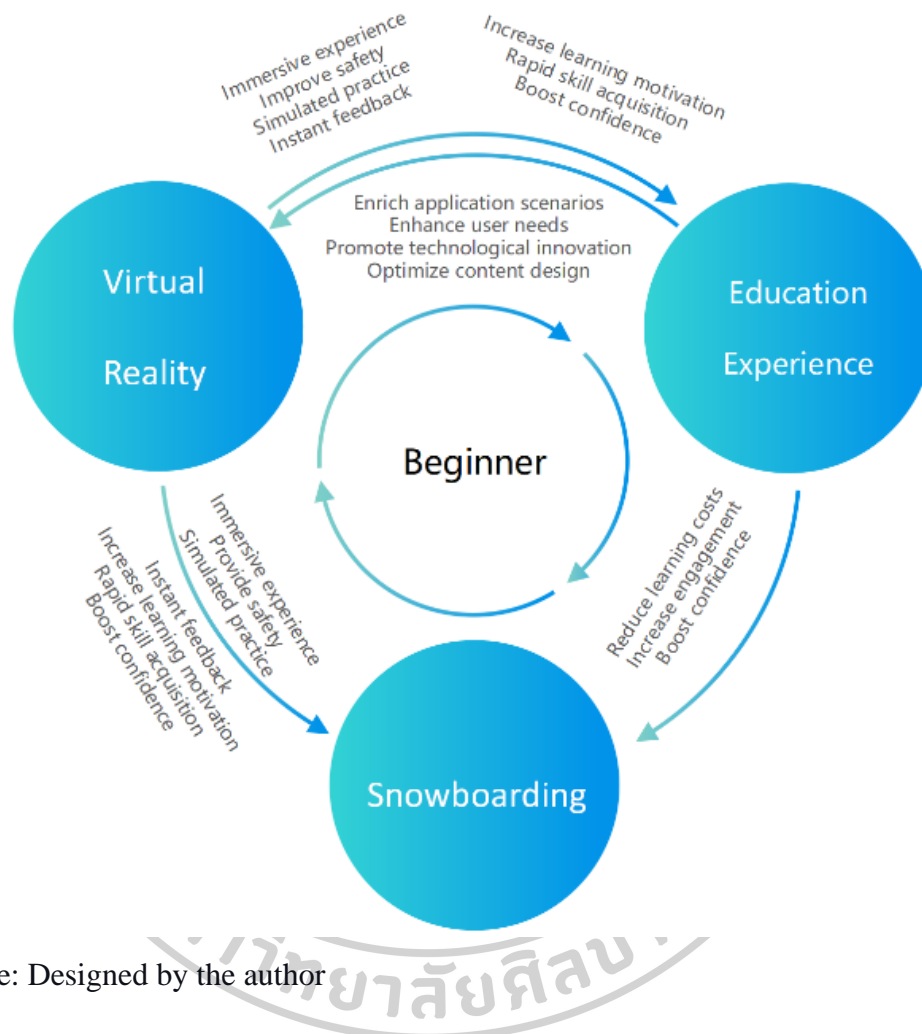 Immersive experience
Improve safety
Simulated practice
Instant feedback
Increase learning motivation
Rapid skill acquisition
Boost confidence
Enrich application scenarios
Enhance user needs
Promote technological innovation
Optimize content design
Virtual
Reality
Education
Experience
Beginner
Immersive experience
Provide safety
Simulated practice
Instant feedback
Increase learning motivation
Rapid skill acquisition
Boost confidence
Reduce learning costs
Increase engagement
Boost confidence
Snowboarding
e: Designed by the author